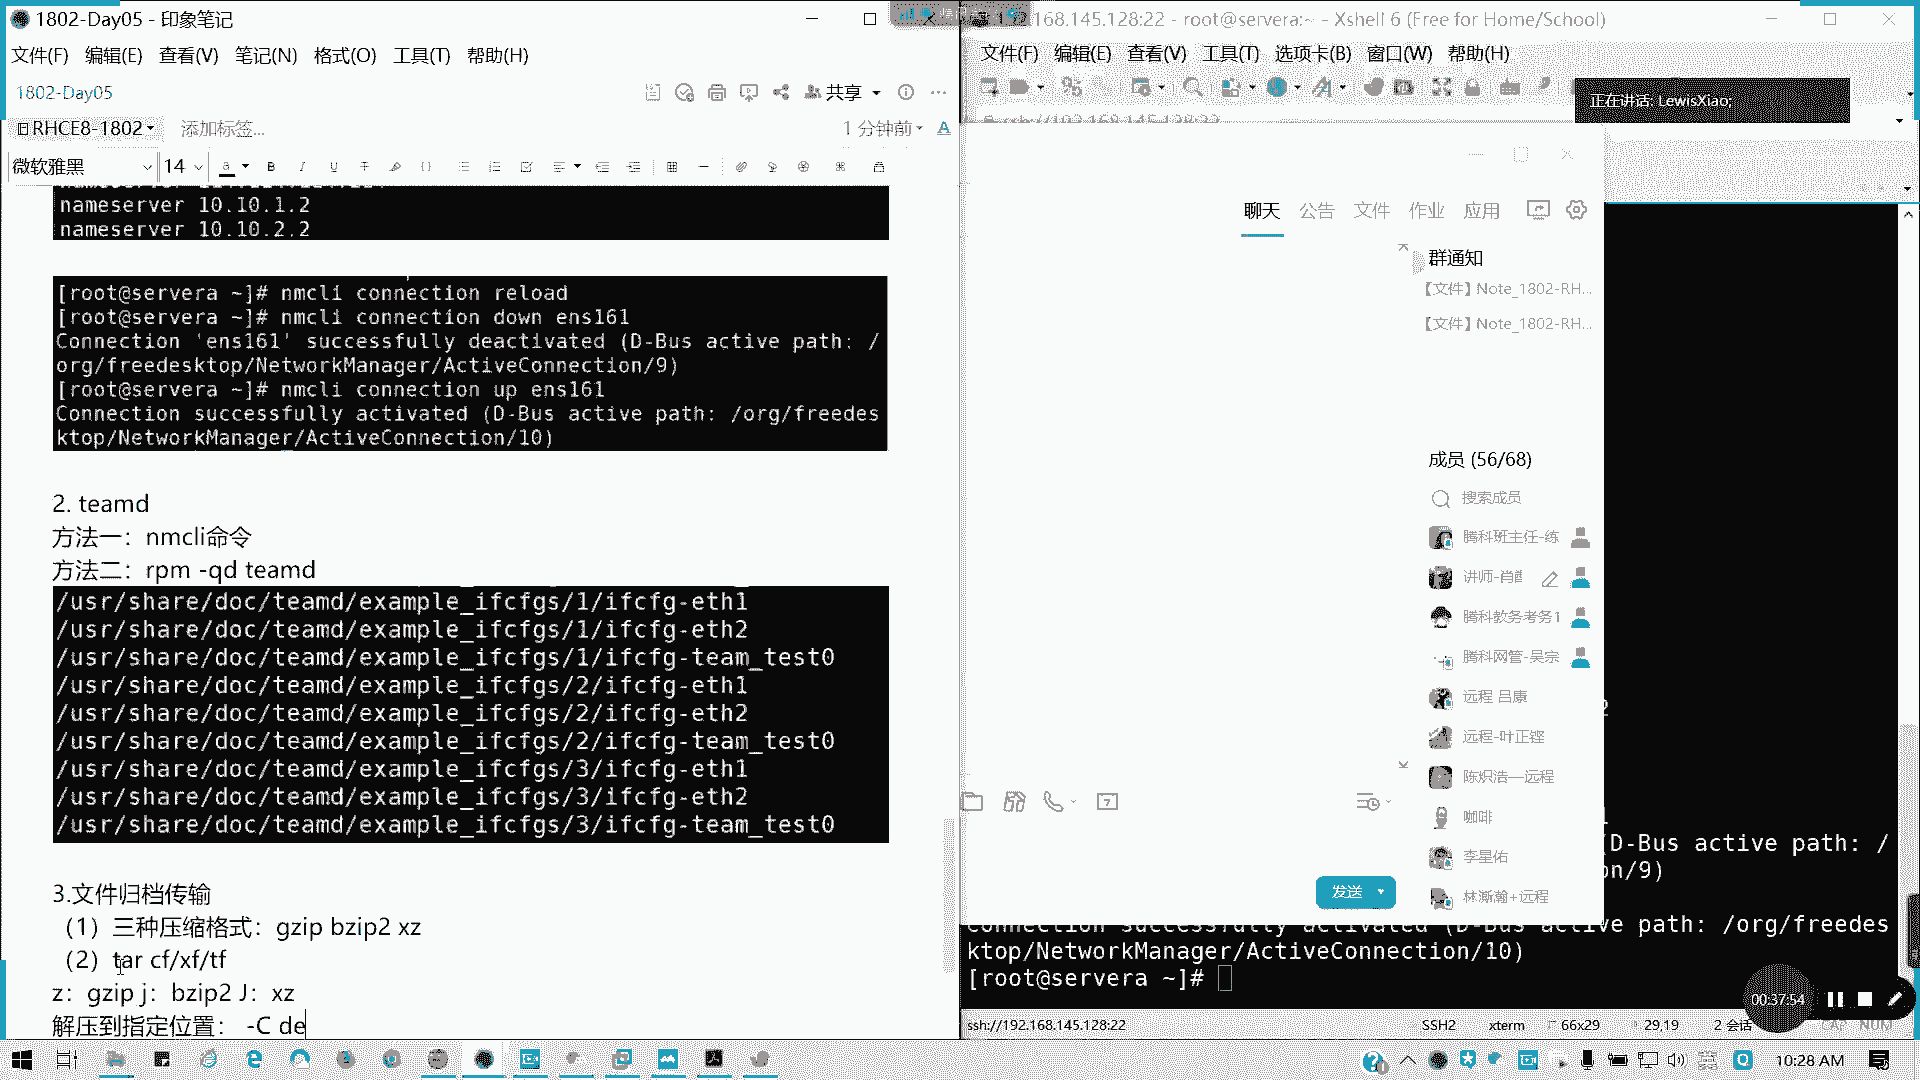 1802-Day05 - 印象笔记
文件(F) 编辑(E) 查看(V) 笔记(N) 格式(O) 工具(T) 帮助(H)
1802-Day05
共享
RHCE8-1802
添加标签...
1 分钟前
微软雅黑
14
nameserver 10.10.1.2
nameserver 10.10.2.2
[root@servera ~]# nmcli connection reload
[root@servera ~]# nmcli connection down ens161
Connection 'ens161' successfully deactivated (D-Bus active path: /
org/freedesktop/NetworkManager/ActiveConnection/9)
[root@servera ~]# nmcli connection up ens161
Connection successfully activated (D-Bus active path: /org/freedes
ktop/NetworkManager/ActiveConnection/10)
2. teamd
方法一：nmcli命令
方法二：rpm -qd teamd
/usr/share/doc/teamd/example_ifcfgs/1/ifcfg-eth1
/usr/share/doc/teamd/example_ifcfgs/1/ifcfg-eth2
/usr/share/doc/teamd/example_ifcfgs/1/ifcfg-team_test0
/usr/share/doc/teamd/example_ifcfgs/2/ifcfg-eth1
/usr/share/doc/teamd/example_ifcfgs/2/ifcfg-eth2
/usr/share/doc/teamd/example_ifcfgs/2/ifcfg-team_test0
/usr/share/doc/teamd/example_ifcfgs/3/ifcfg-eth1
/usr/share/doc/teamd/example_ifcfgs/3/ifcfg-eth2
/usr/share/doc/teamd/example_ifcfgs/3/ifcfg-team_test0
3.文件归档传输
（1）三种压缩格式：gzip bzip2 xz
（2）tar cf/xf/tf
z：gzip j：bzip2 J：xz
解压到指定位置： -C de
192.168.145.128:22 - root@servera:~ - Xshell 6 (Free for Home/School)
文件(F) 编辑(E) 查看(V) 工具(T) 选项卡(B) 窗口(W) 帮助(H)
正在讲话: LewisXiao;
聊天 公告 文件 作业 应用
群通知
【文件】Note_1802-RH...
【文件】Note_1802-RH...
成员 (56/68)
搜索成员
腾科班主任-练
讲师-肖
腾科教务考务1
腾科网管-吴宗
远程 吕康
远程-叶正铿
陈炽浩—远程
咖啡
李星佑
林渐瀚+远程
发送
(D-Bus active path: /
on/9)
Connection successfully activated (D-Bus active path: /org/freedes
ktop/NetworkManager/ActiveConnection/10)
[root@servera ~]#
00:37:54
ssh://192.168.145.128:22
SSH2
xterm
66x29
29,19
2 会话
CAP NUM
10:28 AM